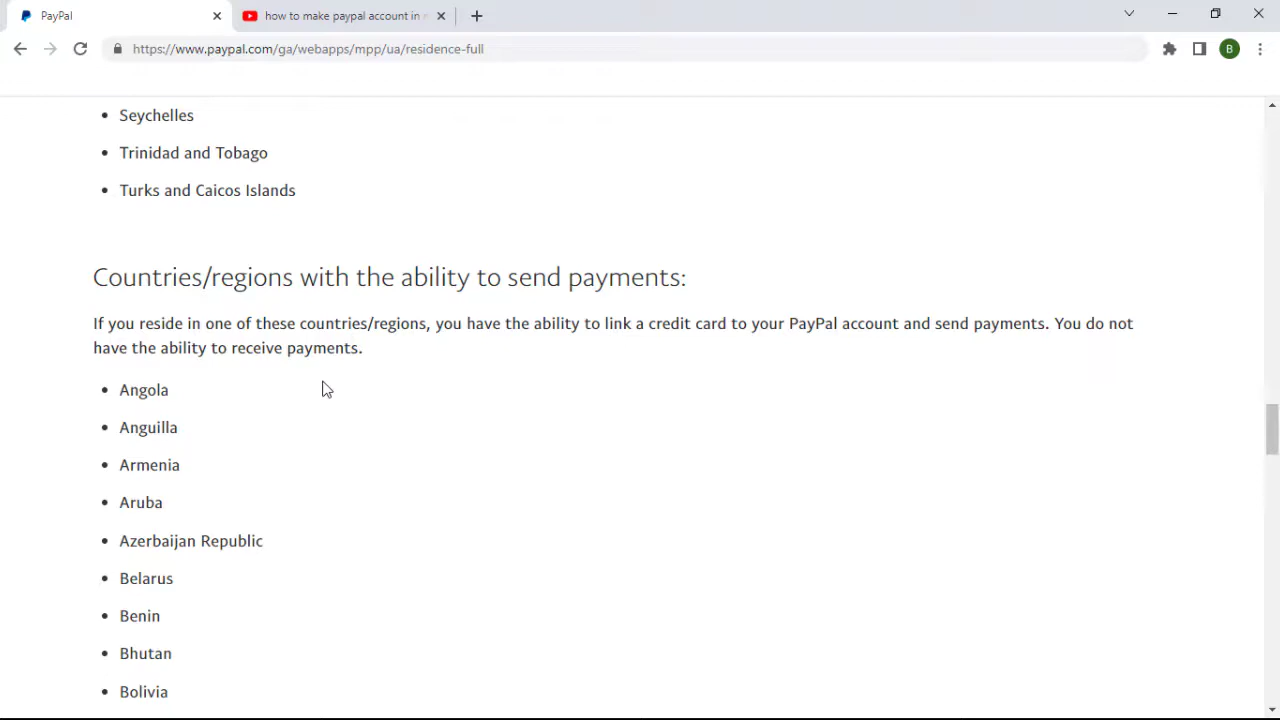 PayPal
how to make paypal account in
https://www.paypal.com/ga/webapps/mpp/ua/residence-full
B
Seychelles
Trinidad and Tobago
Turks and Caicos Islands
Countries/regions with the ability to send payments:
If you reside in one of these countries/regions, you have the ability to link a credit card to your PayPal account and send payments. You do not
have the ability to receive payments.
Angola
Anguilla
Armenia
Aruba
Azerbaijan Republic
Belarus
Benin
Bhutan
Bolivia